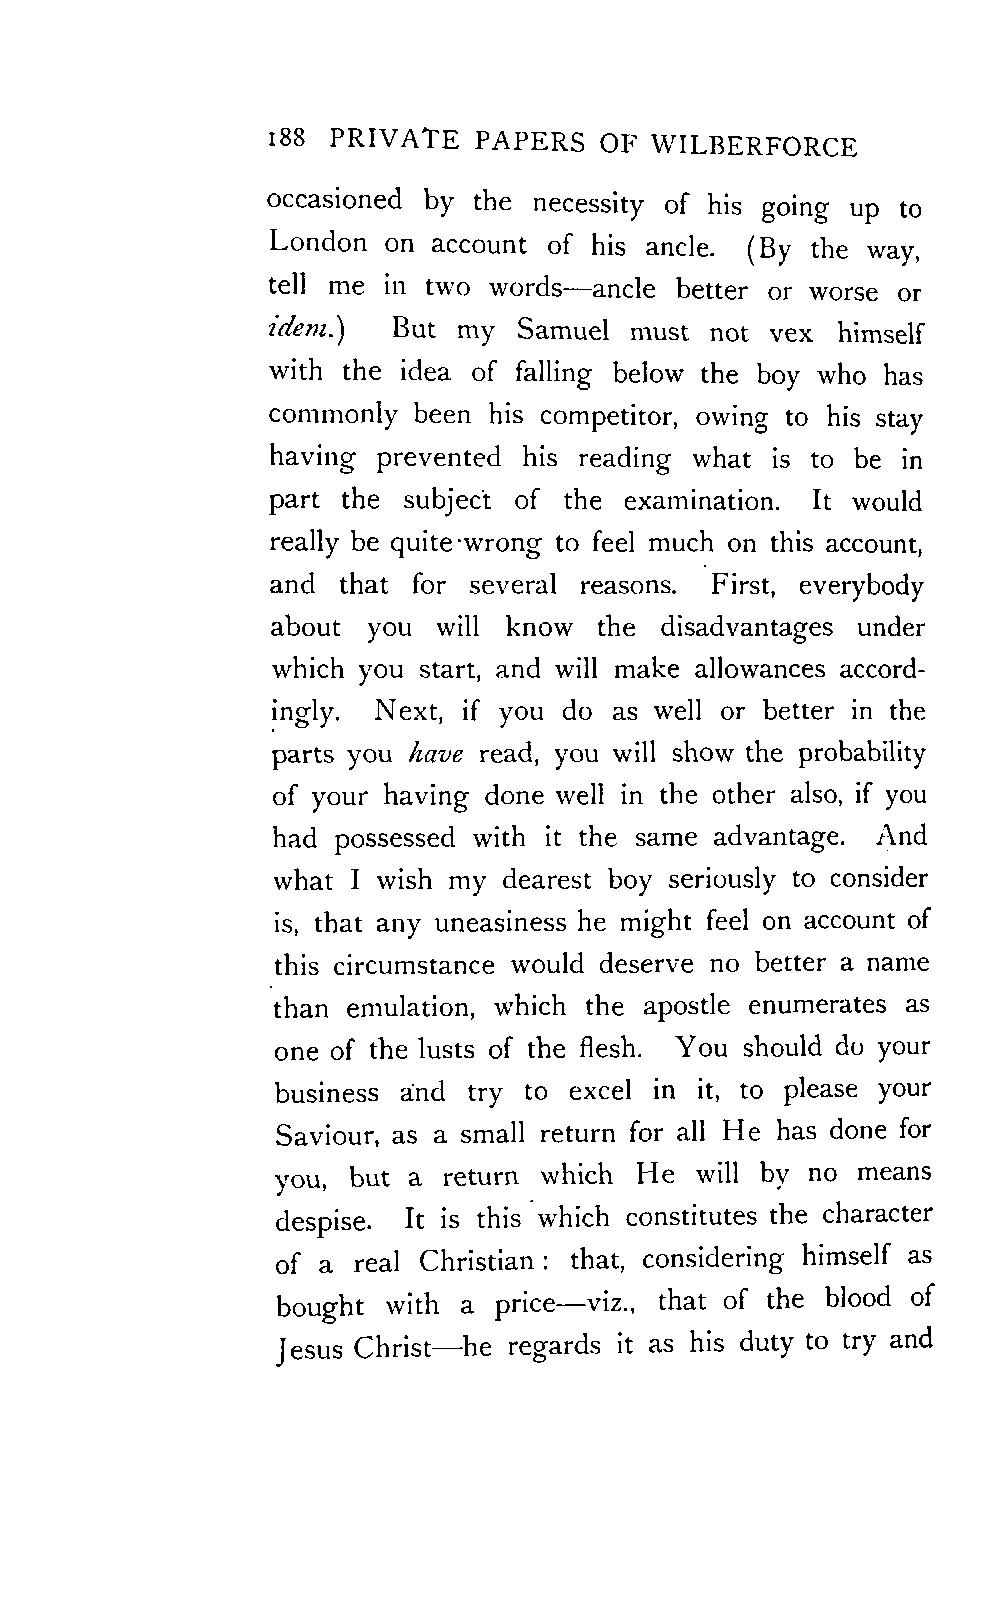 188 PRIVATE PAPERS OF WILBERFORCE
occasioned by the necessity of his going up to
London on account of his ancle. (By the way,
tell me in two words—ancle better or worse or
idem.) But my Samuel must not vex himself
with the idea of falling below the boy who has
commonly been his competitor, owing to his stay
having prevented his reading what is to be in
part the subject of the examination. It would
really be quite wrong to feel much on this account,
and that for several reasons. First, everybody
about you will know the disadvantages under
which you start, and will make allowances accord-
ingly. Next, if you do as well or better in the
parts you have read, you will show the probability
of your having done well in the other also, if you
had possessed with it the same advantage. And
what I wish my dearest boy seriously to consider
is, that any uneasiness he might feel on account of
this circumstance would deserve no better a name
than emulation, which the apostle enumerates as
one of the lusts of the flesh. You should do your
business and try to excel in it, to please your
Saviour, as a small return for all He has done for
you, but a return which He will by no means
despise. It is this which constitutes the character
of a real Christian: that, considering himself as
bought with a price—viz., that of the blood of
Jesus Christ—he regards it as his duty to try and